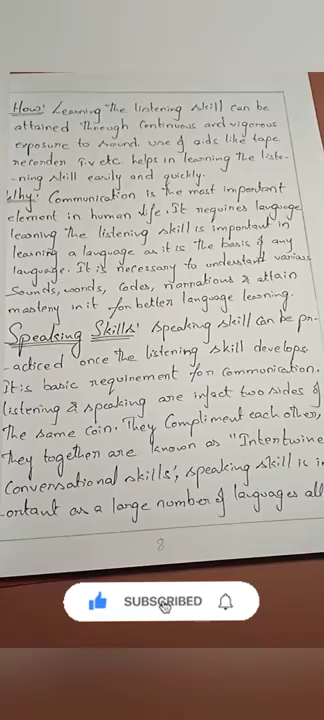 How: Learning the listening skill can be
attained through continuous and vigorous
exposure to sound. use of aids like tape
recorder T.v etc. helps in learning the liste-
-ning skill easily and quickly.
Why: Communication is the most important
element in human life. It requires language
learning the listening skill is important in
learning a language as it is the basis of any
language. It is necessary to understant various
Sounds, words, codes, narrations & attain
mastery in it for better language learning.
Speaking Skills: Speaking skill can be pr-
-acticed once the listening skill develops
It is basic requirement for communication.
listening & speaking are infact two sides of
the same coin. They Compliment each other,
They together are known as "Intertwine
Conversational skills", speaking skill is i
-ortant as a large number of languages all
8
SUBSCRIBED